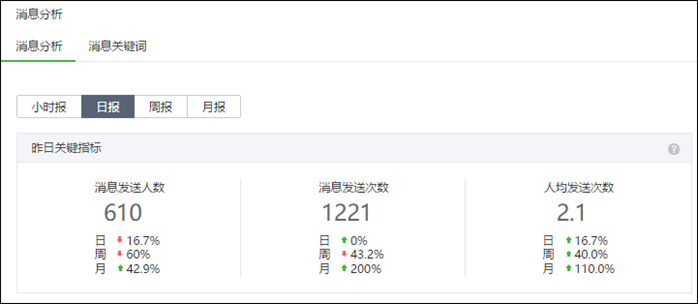 消息分析
消息分析 消息关键词
小时报 日报 周报 月报
昨日关键指标 ?
消息发送人数 消息发送次数 人均发送次数
610 1221 2.1
日 16.7% 日 0% 日 16.7%
周 60% 周 43.2% 周 40.0%
月 42.9% 月 200% 月 110.0%